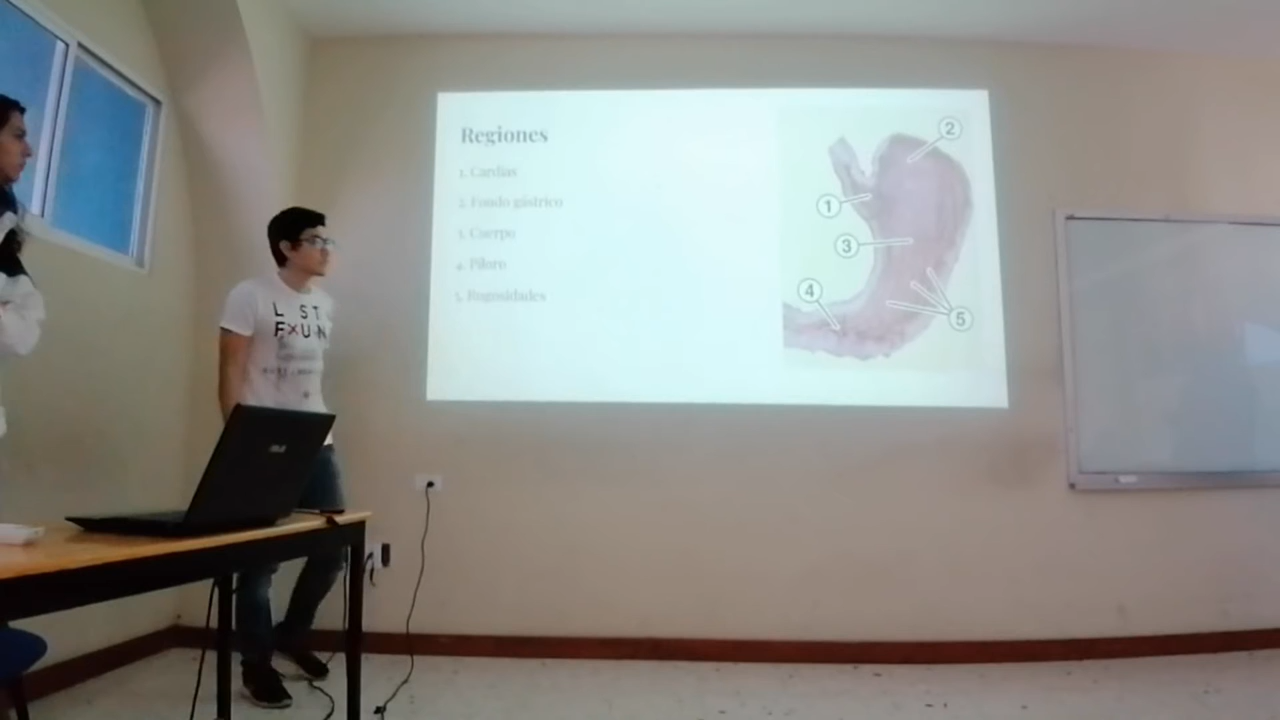 Regiones
1. Cardias
2. Fondo gástrico
3. Cuerpo
4. Píloro
5. Rugosidades
2
1
3
4
5
L ST
FXUN
ASUS